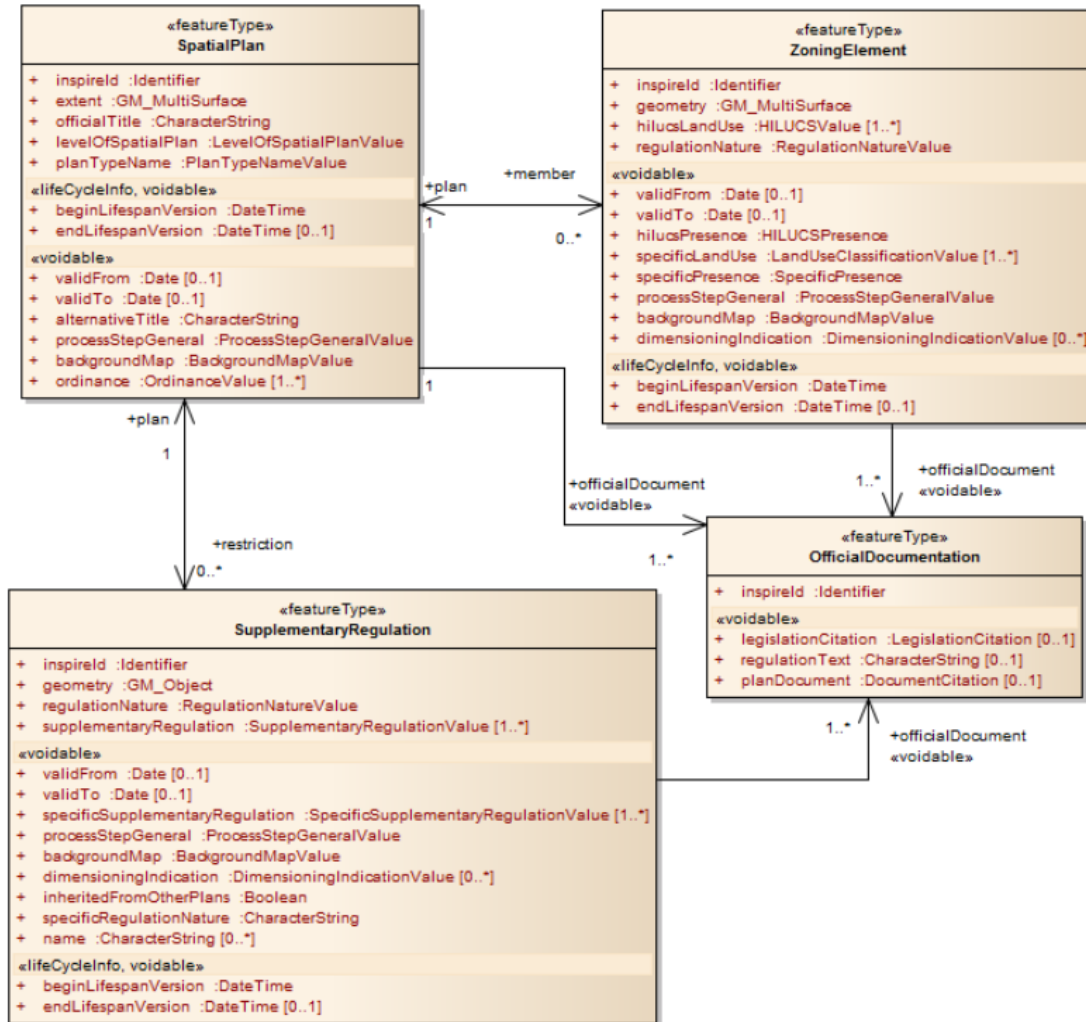 «featureType»
SpatialPlan
+ inspireId :Identifier
+ extent :GM_MultiSurface
+ officialTitle :CharacterString
+ levelOfSpatialPlan :LevelOfSpatialPlanValue
+ planTypeName :PlanTypeNameValue
«lifeCycleInfo, voidable»
+ beginLifespanVersion :DateTime
+ endLifespanVersion :DateTime [0..1]
«voidable»
+ validFrom :Date [0..1]
+ validTo :Date [0..1]
+ alternativeTitle :CharacterString
+ processStepGeneral :ProcessStepGeneralValue
+ backgroundMap :BackgroundMapValue
+ ordinance :OrdinanceValue [1..*]
+plan
1
+member
0..*
«featureType»
ZoningElement
+ inspireId :Identifier
+ geometry :GM_MultiSurface
+ hilucsLandUse :HILUCSValue [1..*]
+ regulationNature :RegulationNatureValue
«voidable»
+ validFrom :Date [0..1]
+ validTo :Date [0..1]
+ hilucsPresence :HILUCSPresence
+ specificLandUse :LandUseClassificationValue [1..*]
+ specificPresence :SpecificPresence
+ processStepGeneral :ProcessStepGeneralValue
+ backgroundMap :BackgroundMapValue
+ dimensioningIndication :DimensioningIndicationValue [0..*]
«lifeCycleInfo, voidable»
+ beginLifespanVersion :DateTime
+ endLifespanVersion :DateTime [0..1]
1
+officialDocument
«voidable»
1..*
+officialDocument
«voidable»
1..*
+plan
1
+restriction
0..*
«featureType»
OfficialDocumentation
+ inspireId :Identifier
«voidable»
+ legislationCitation :LegislationCitation [0..1]
+ regulationText :CharacterString [0..1]
+ planDocument :DocumentCitation [0..1]
1..*
+officialDocument
«voidable»
«featureType»
SupplementaryRegulation
+ inspireId :Identifier
+ geometry :GM_Object
+ regulationNature :RegulationNatureValue
+ supplementaryRegulation :SupplementaryRegulationValue [1..*]
«voidable»
+ validFrom :Date [0..1]
+ validTo :Date [0..1]
+ specificSupplementaryRegulation :SpecificSupplementaryRegulationValue [1..*]
+ processStepGeneral :ProcessStepGeneralValue
+ backgroundMap :BackgroundMapValue
+ dimensioningIndication :DimensioningIndicationValue [0..*]
+ inheritedFromOtherPlans :Boolean
+ specificRegulationNature :CharacterString
+ name :CharacterString [0..*]
«lifeCycleInfo, voidable»
+ beginLifespanVersion :DateTime
+ endLifespanVersion :DateTime [0..1]